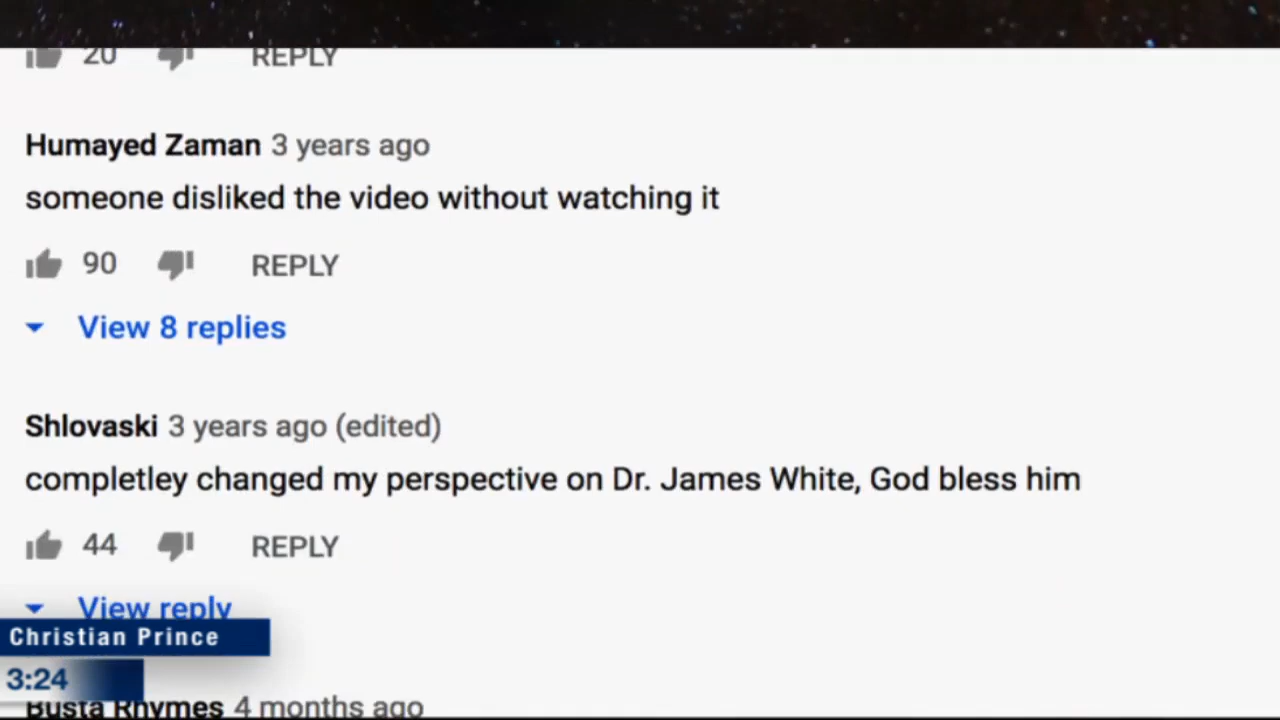 20 REPLY
Humayed Zaman 3 years ago
someone disliked the video without watching it
90 REPLY
View 8 replies
Shlovaski 3 years ago (edited)
completley changed my perspective on Dr. James White, God bless him
44 REPLY
View reply
Christian Prince
3:24
Busta Rhymes 4 months ago